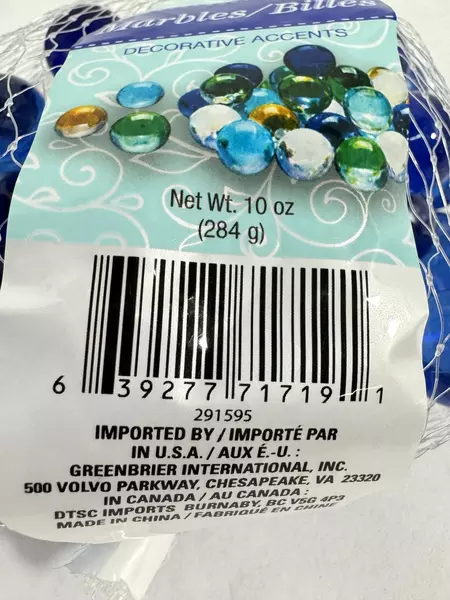 Marbles/Billes
DECORATIVE ACCENTS
Net Wt. 10 oz
(284 g)
6 39277 71719 1
291595
IMPORTED BY / IMPORTÉ PAR
IN U.S.A. / AUX É.-U. :
GREENBRIER INTERNATIONAL, INC.
500 VOLVO PARKWAY, CHESAPEAKE, VA 23320
IN CANADA / AU CANADA :
DTSC IMPORTS BURNABY, BC V5G 4P3
MADE IN CHINA / FABRIQUÉ EN CHINE